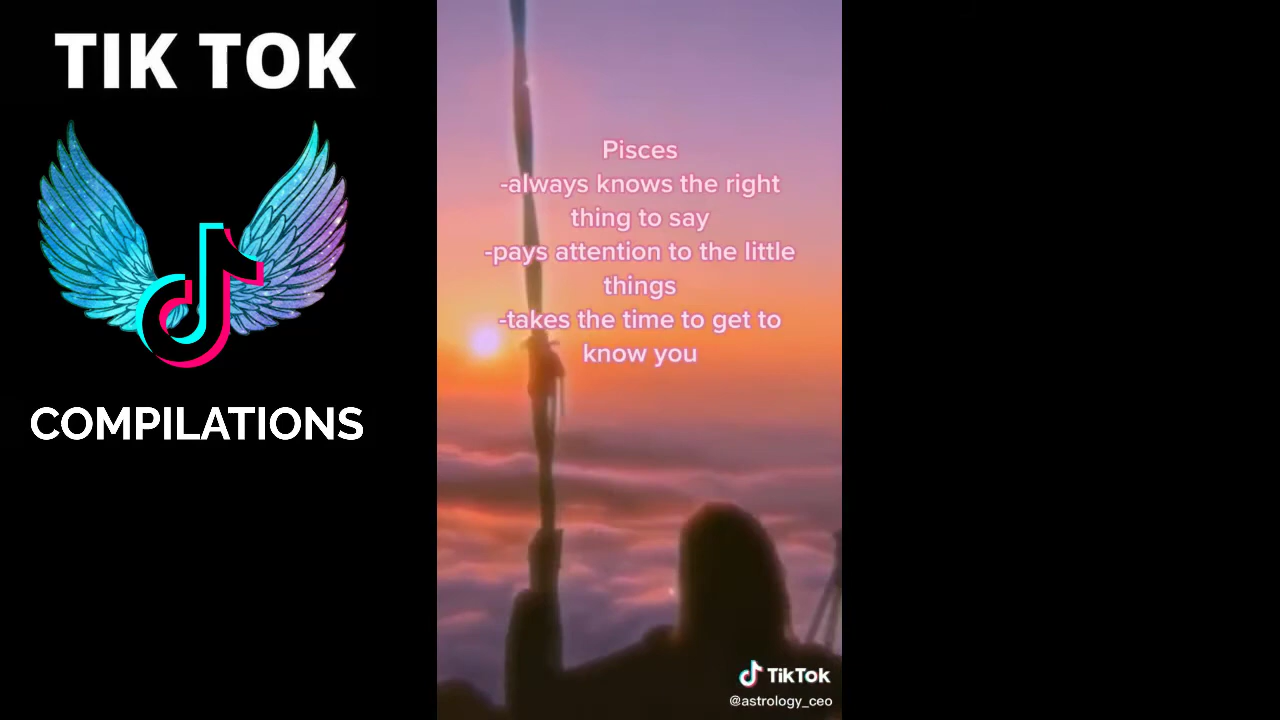 TIK TOK
COMPILATIONS
Pisces
-always knows the right
thing to say
-pays attention to the little
things
-takes the time to get to
know you
TikTok
@astrology_ceo